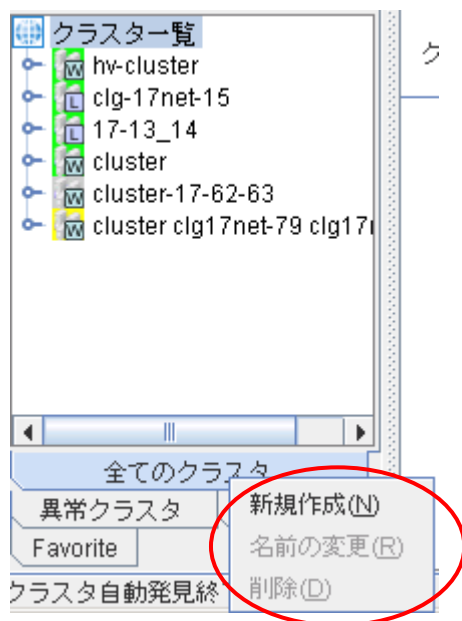 クラスター覧
ク
hv-cluster
clg-17net-15
17-13_14
cluster
cluster-17-62-63
cluster clg17net-79 clg17
全てのクラスタ
異常クラスタ
新規作成(N)
Favorite
名前の変更(R)
クラスタ自動発見終
削除(D)